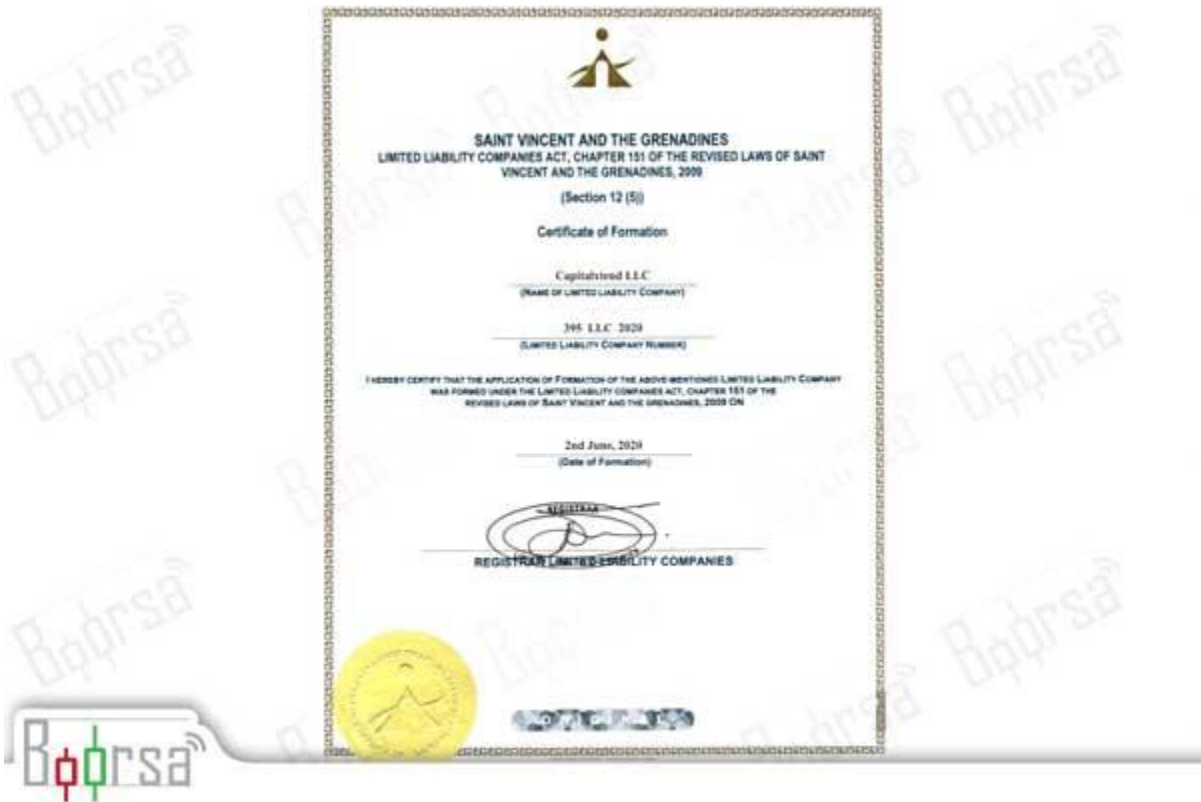 SAINT VINCENT AND THE GRENADINES
LIMITED LIABILITY COMPANIES ACT, CHAPTER 151 OF THE REVISED LAWS OF SAINT
VINCENT AND THE GRENADINES, 2009
(Section 12 (5))
Certificate of Formation
Capitalxtend LLC
(NAME OF LIMITED LIABILITY COMPANY)
395 LLC 2020
(LIMITED LIABILITY COMPANY NUMBER)
I HEREBY CERTIFY THAT THE APPLICATION OF FORMATION OF THE ABOVE-MENTIONED LIMITED LIABILITY COMPANY
WAS FORMED UNDER THE LIMITED LIABILITY COMPANIES ACT, CHAPTER 151 OF THE
REVISED LAWS OF SAINT VINCENT AND THE GRENADINES, 2009 ON
2nd June, 2020
(Date of Formation)
REGISTRAR
REGISTRAR LIMITED LIABILITY COMPANIES
ORIGINAL
Boorsa